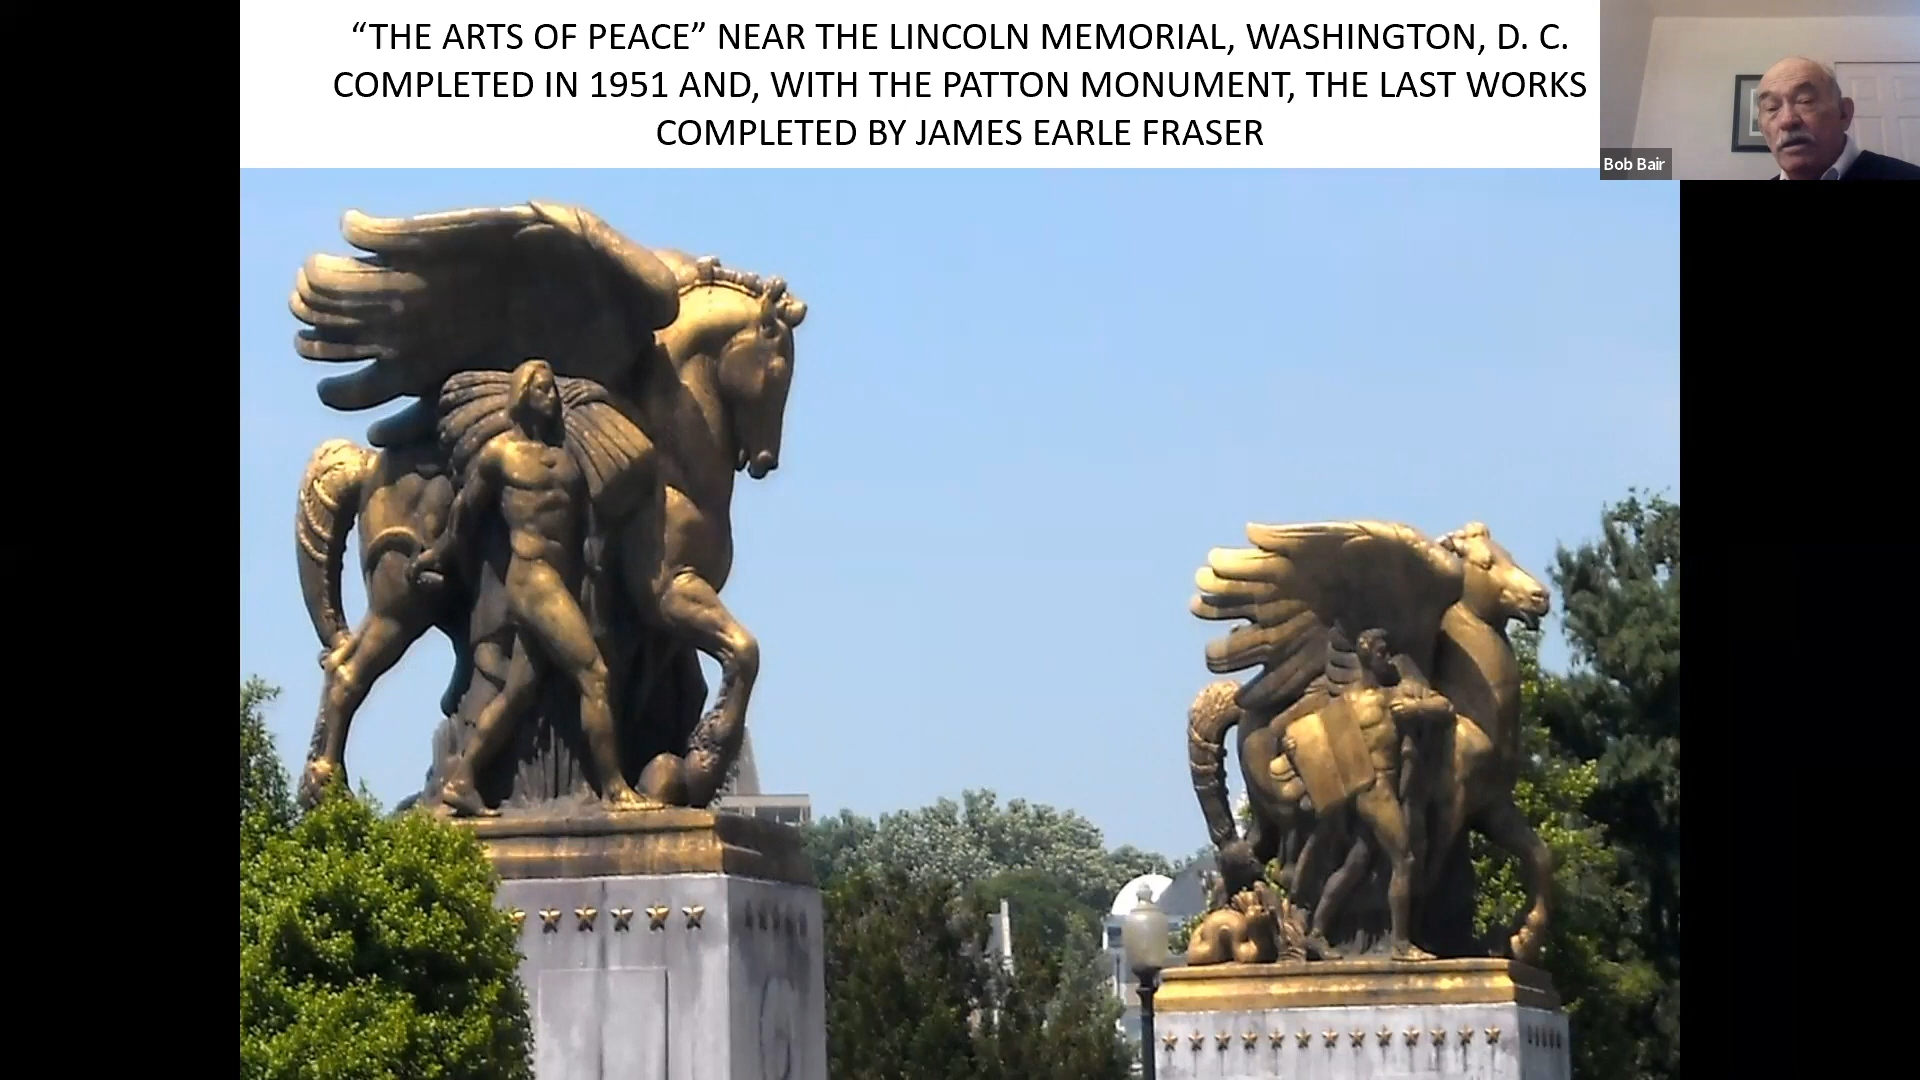 “THE ARTS OF PEACE” NEAR THE LINCOLN MEMORIAL, WASHINGTON, D. C.
COMPLETED IN 1951 AND, WITH THE PATTON MONUMENT, THE LAST WORKS
COMPLETED BY JAMES EARLE FRASER
Bob Bair